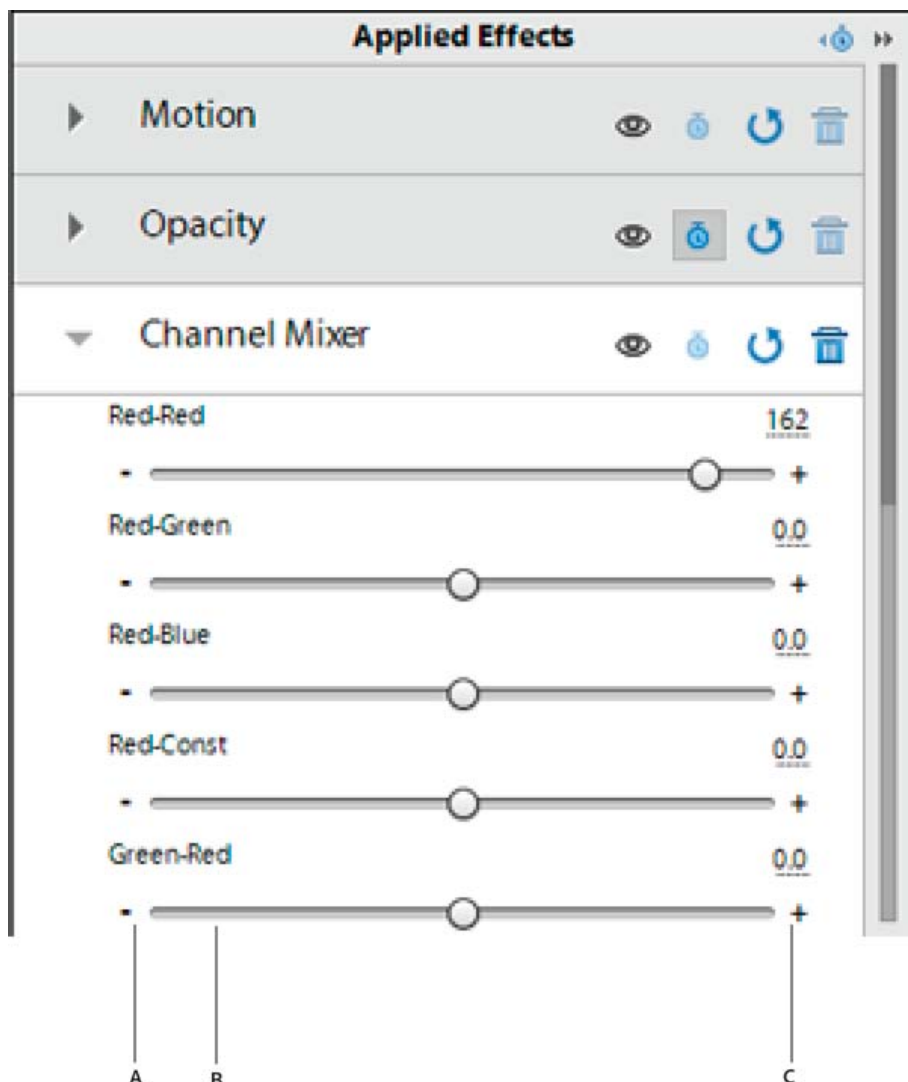 Applied Effects
Motion
Opacity
Channel Mixer
Red-Red 162
- +
Red-Green 0.0
- +
Red-Blue 0.0
- +
Red-Const 0.0
- +
Green-Red 0.0
- +
A B C